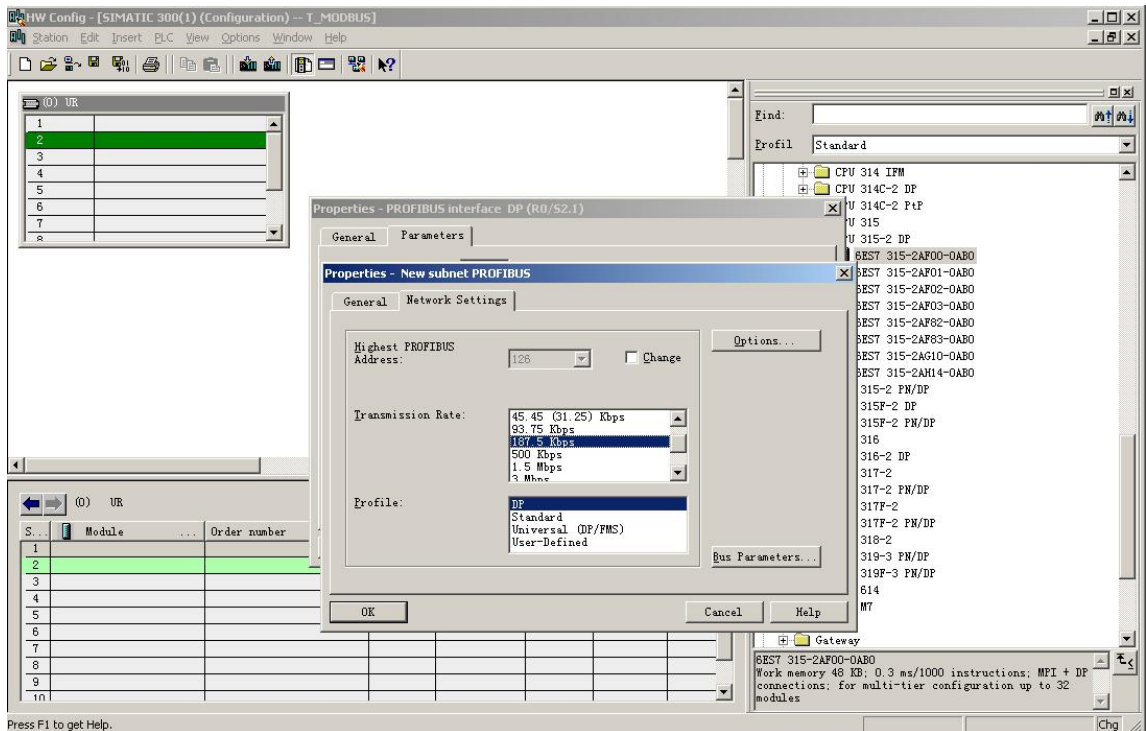 HW Config - [SIMATIC 300(1) (Configuration) -- T_MODBUS]
Station Edit Insert PLC View Options Window Help
(0) UR
1
2
3
4
5
6
7
8
Find:
Profil Standard
CPU 314 IFM
CPU 314C-2 DP
PU 314C-2 PtP
PU 315
PU 315-2 DP
6ES7 315-2AF00-0AB0
6ES7 315-2AF01-0AB0
6ES7 315-2AF02-0AB0
6ES7 315-2AF03-0AB0
6ES7 315-2AF82-0AB0
6ES7 315-2AF83-0AB0
6ES7 315-2AG10-0AB0
6ES7 315-2AH14-0AB0
315-2 PN/DP
315F-2 DP
315F-2 PN/DP
316
316-2 DP
317-2
317-2 PN/DP
317F-2
317F-2 PN/DP
318-2
319-3 PN/DP
319F-3 PN/DP
614
M7
Gateway
6ES7 315-2AF00-0AB0
Work memory 48 KB; 0.3 ms/1000 instructions; MPI + DP
connections; for multi-tier configuration up to 32
modules
Properties - PROFIBUS interface DP (R0/S2.1)
General Parameters
Properties - New subnet PROFIBUS
General Network Settings
Highest PROFIBUS
Address:
126
Change
Options...
Transmission Rate:
45.45 (31.25) Kbps
93.75 Kbps
187.5 Kbps
500 Kbps
1.5 Mbps
3 Mbps
Profile:
DP
Standard
Universal (DP/FMS)
User-Defined
Bus Parameters...
OK Cancel Help
(0) UR
S... Module ... Order number
1
2
3
4
5
6
7
8
9
10
Press F1 to get Help.
Chg